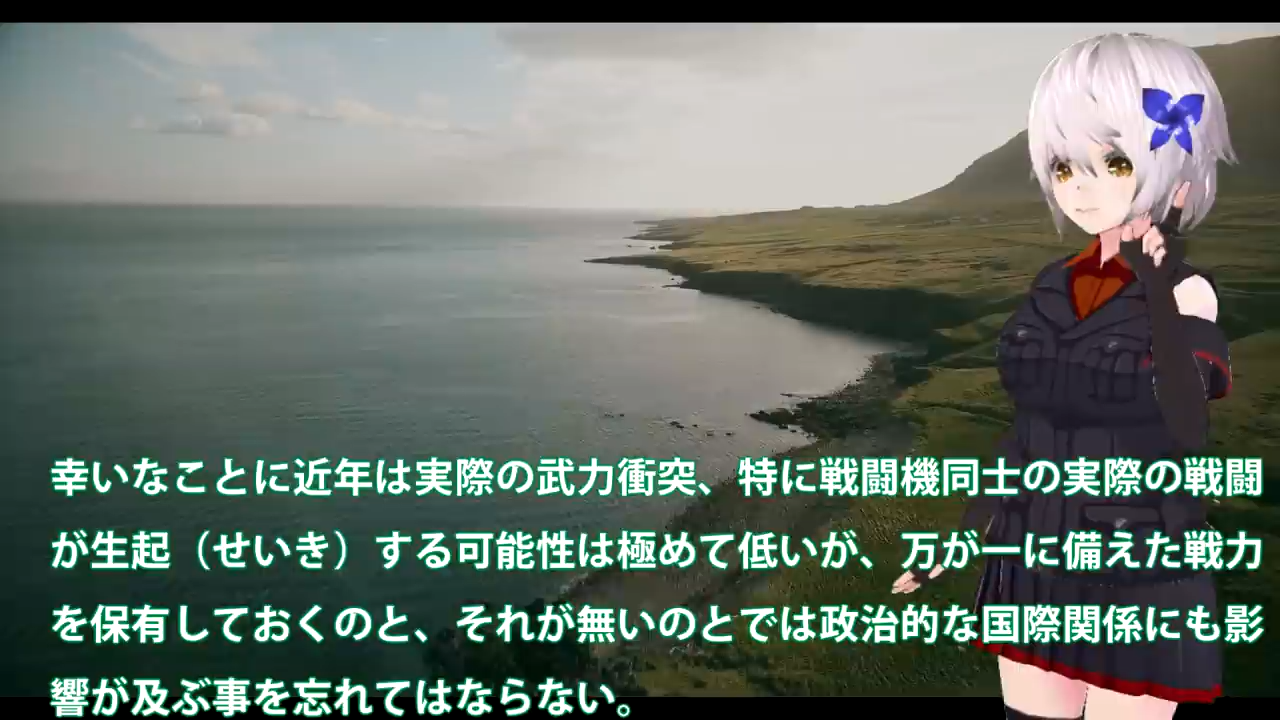 幸いなことに近年は実際の武力衝突、特に戦闘機同士の実際の戦闘
が生起（せいき）する可能性は極めて低いが、万が一に備えた戦力
を保有しておくのと、それが無いのとでは政治的な国際関係にも影
響が及ぶ事を忘れてはならない。